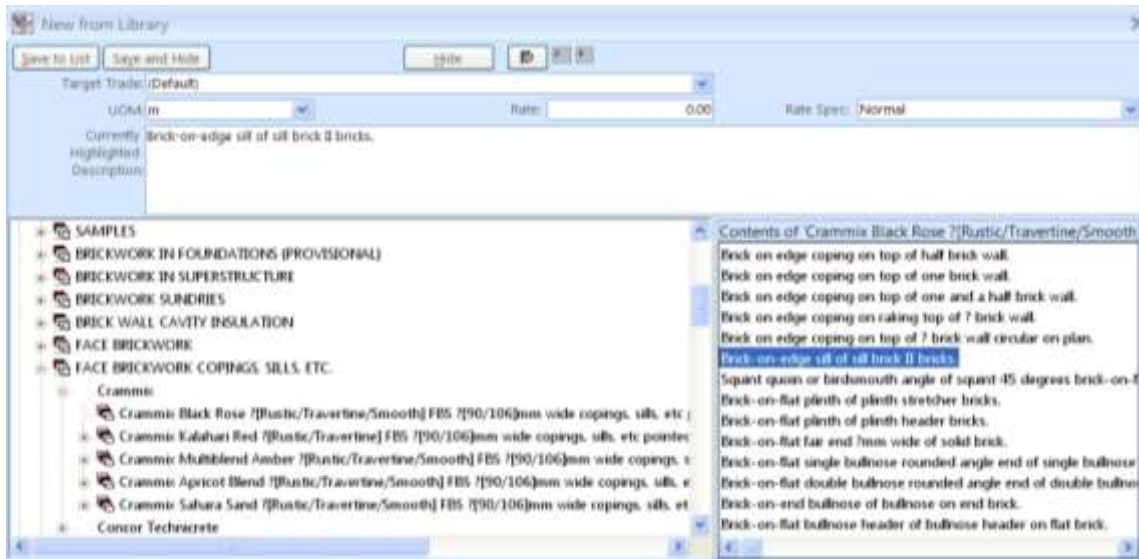 New from Library
Save to List Save and Hide Hide
Target Trade: (Default)
UOM: m Rate: 0.00 Rate Spec: Normal
Currently Highlighted Description: Brick-on-edge sill of sill brick II bricks.
SAMPLES
BRICKWORK IN FOUNDATIONS (PROVISIONAL)
BRICKWORK IN SUPERSTRUCTURE
BRICKWORK SUNDRIES
BRICK WALL CAVITY INSULATION
FACE BRICKWORK
FACE BRICKWORK COPINGS, SILLS, ETC.
Crammix
Crammix Black Rose ?[Rustic/Travertine/Smooth] FBS ?[90/106]mm wide copings, sills, etc
Crammix Kalahari Red ?[Rustic/Travertine] FBS ?[90/106]mm wide copings, sills, etc pointed
Crammix Multiblend Amber ?[Rustic/Travertine/Smooth] FBS ?[90/106]mm wide copings, s
Crammix Apricot Blend ?[Rustic/Travertine/Smooth] FBS ?[90/106]mm wide copings, sills, e
Crammix Sahara Sand ?[Rustic/Travertine/Smooth] FBS ?[90/106]mm wide copings, sills, et
Concor Technicrete
Contents of 'Crammix Black Rose ?[Rustic/Travertine/Smooth
Brick on edge coping on top of half brick wall.
Brick on edge coping on top of one brick wall.
Brick on edge coping on top of one and a half brick wall.
Brick on edge coping on raking top of ? brick wall.
Brick on edge coping on top of ? brick wall circular on plan.
Brick-on-edge sill of sill brick II bricks.
Squint quoin or birdsmouth angle of squint 45 degrees brick-on-f
Brick-on-flat plinth of plinth stretcher bricks.
Brick-on-flat plinth of plinth header bricks.
Brick-on-flat fair end ?mm wide of solid brick.
Brick-on-flat single bullnose rounded angle end of single bullnose
Brick-on-flat double bullnose rounded angle end of double bullno
Brick-on-end bullnose of bullnose on end brick.
Brick-on-flat bullnose header of bullnose header on flat brick.